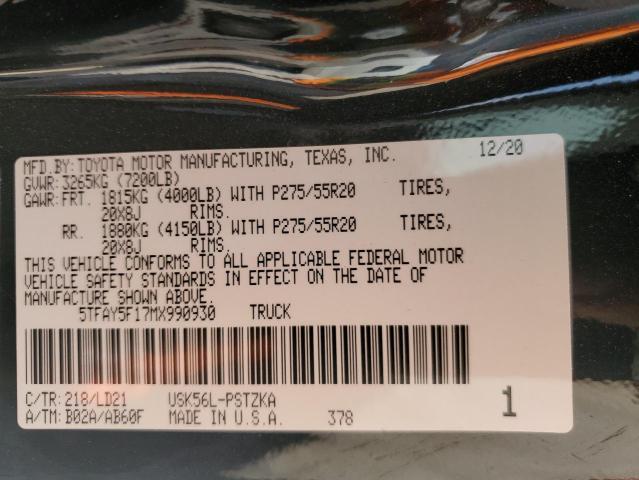 MFD.BY:TOYOTA MOTOR MANUFACTURING, TEXAS, INC. 12/20
GVWR:3265KG (7200LB)
GAWR:FRT. 1815KG (4000LB) WITH P275/55R20 TIRES,
20X8J RIMS.
RR. 1880KG (4150LB) WITH P275/55R20 TIRES,
20X8J RIMS.
THIS VEHICLE CONFORMS TO ALL APPLICABLE FEDERAL MOTOR
VEHICLE SAFETY STANDARDS IN EFFECT ON THE DATE OF
MANUFACTURE SHOWN ABOVE.
5TFAY5F17MX990930 TRUCK
C/TR:218/LD21 USK56L-PSTZKA
A/TM:B02A/AB60F MADE IN U.S.A. 378 1